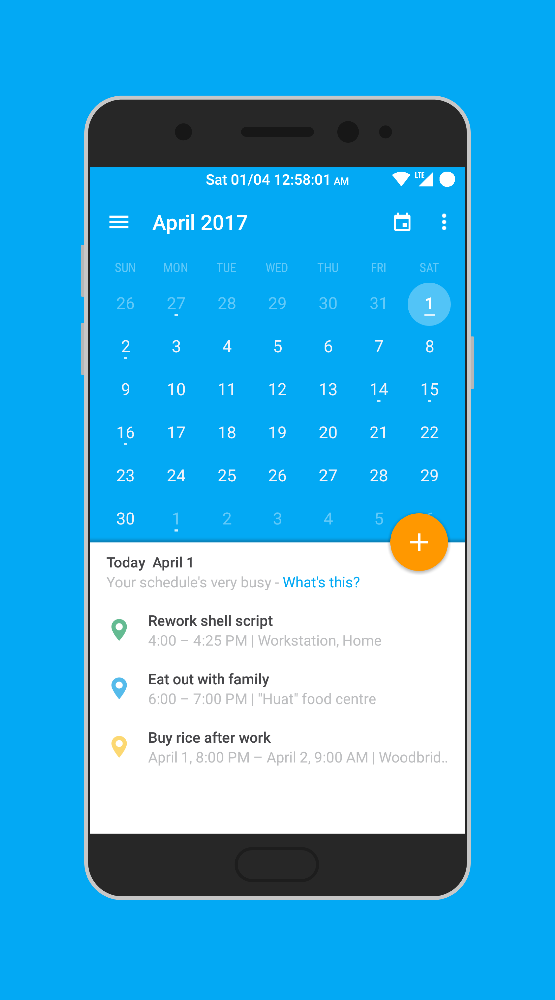 Sat 01/04 12:58:01 AM
LTE
April 2017
SUN MON TUE WED THU FRI SAT
26 27 28 29 30 31 1
2 3 4 5 6 7 8
9 10 11 12 13 14 15
16 17 18 19 20 21 22
23 24 25 26 27 28 29
30 1 2 3 4 5
+
Today April 1
Your schedule's very busy - What's this?
Rework shell script
4:00 – 4:25 PM | Workstation, Home
Eat out with family
6:00 – 7:00 PM | "Huat" food centre
Buy rice after work
April 1, 8:00 PM – April 2, 9:00 AM | Woodbrid..